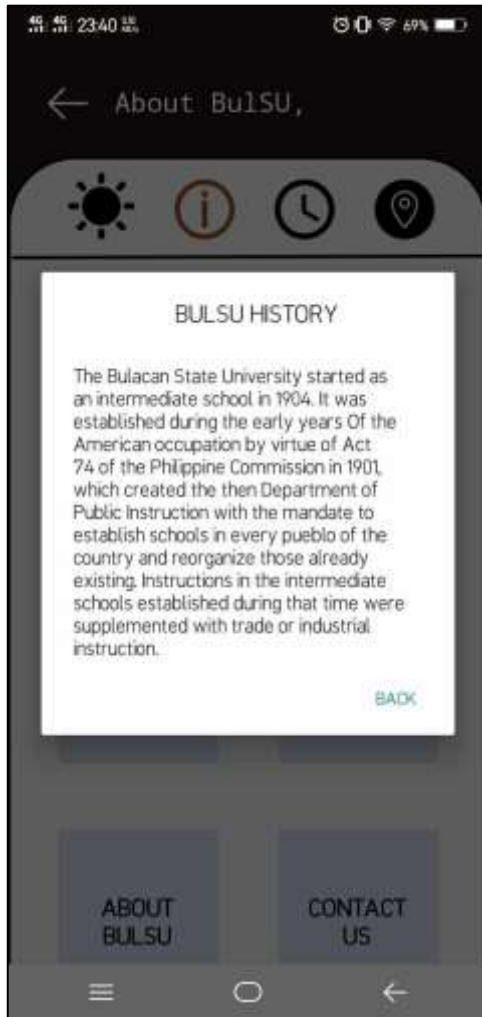 4G 4G 23:40 69%
About BulSU,
BULSU HISTORY
The Bulacan State University started as
an intermediate school in 1904. It was
established during the early years Of the
American occupation by virtue of Act
74 of the Philippine Commission in 1901,
which created the then Department of
Public Instruction with the mandate to
establish schools in every pueblo of the
country and reorganize those already
existing. Instructions in the intermediate
schools established during that time were
supplemented with trade or industrial
instruction.
BACK
ABOUT
BULSU
CONTACT
US